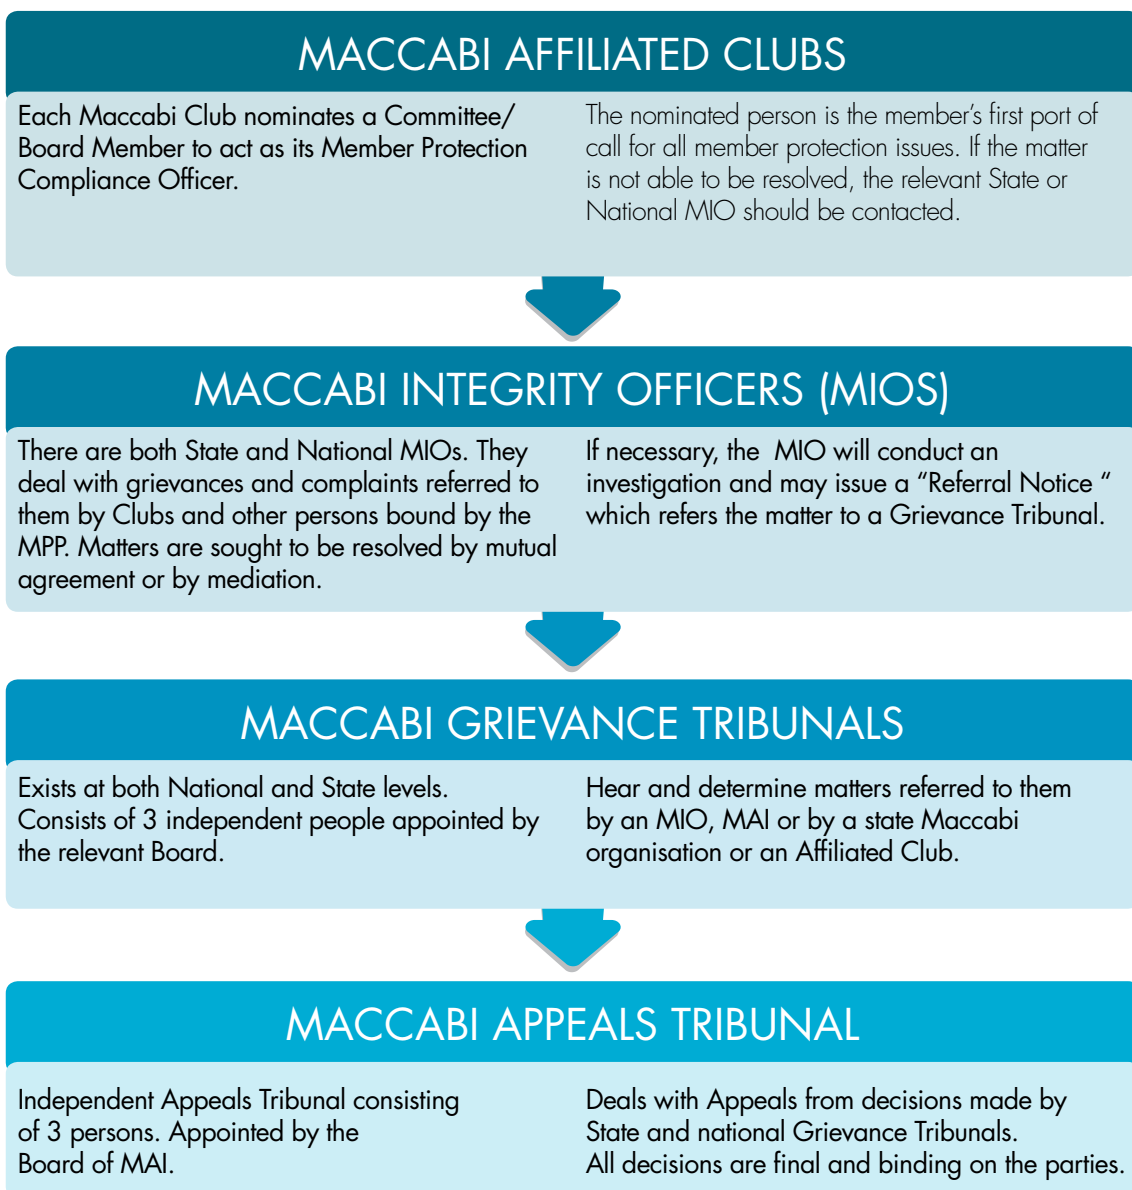 MACCABI AFFILIATED CLUBS
Each Maccabi Club nominates a Committee/
Board Member to act as its Member Protection
Compliance Officer.
The nominated person is the member's first port of
call for all member protection issues. If the matter
is not able to be resolved, the relevant State or
National MIO should be contacted.
MACCABI INTEGRITY OFFICERS (MIOS)
There are both State and National MIOs. They
deal with grievances and complaints referred to
them by Clubs and other persons bound by the
MPP. Matters are sought to be resolved by mutual
agreement or by mediation.
If necessary, the  MIO will conduct an
investigation and may issue a “Referral Notice “
which refers the matter to a Grievance Tribunal.
MACCABI GRIEVANCE TRIBUNALS
Exists at both National and State levels.
Consists of 3 independent people appointed by
the relevant Board.
Hear and determine matters referred to them
by an MIO, MAI or by a state Maccabi
organisation or an Affiliated Club.
MACCABI APPEALS TRIBUNAL
Independent Appeals Tribunal consisting
of 3 persons. Appointed by the
Board of MAI.
Deals with Appeals from decisions made by
State and national Grievance Tribunals.
All decisions are final and binding on the parties.